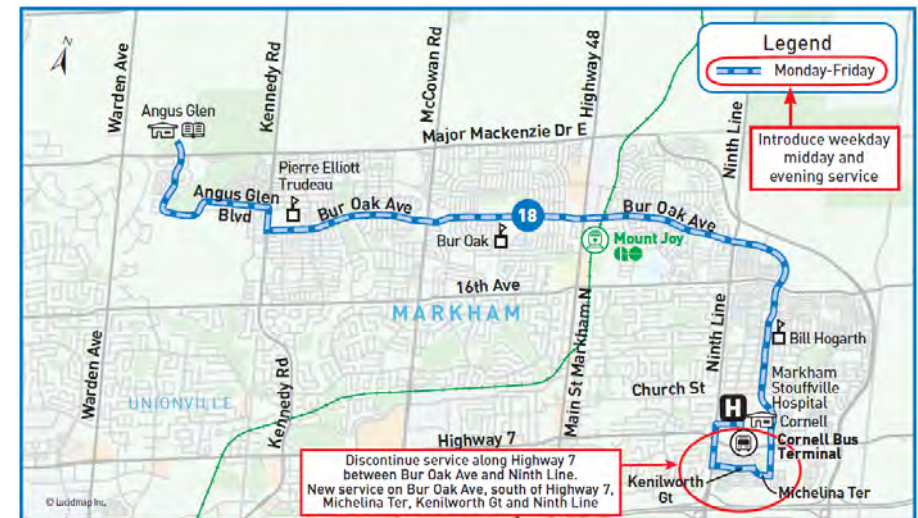 N
Legend
Monday-Friday
Introduce weekday
midday and
evening service
Warden Ave
Kennedy Rd
McCowan Rd
Highway 48
Ninth Line
Angus Glen
Major Mackenzie Dr E
Pierre Elliott
Trudeau
Angus Glen
Blvd
Bur Oak Ave
18
Bur Oak Ave
Bur Oak
Mount Joy
GO
16th Ave
MARKHAM
Bill Hogarth
Warden Ave
Kennedy Rd
Main St Markham N
Ninth Line
Church St
Markham
Stouffville
Hospital
H
Cornell
Cornell Bus
Terminal
UNIONVILLE
Highway 7
Discontinue service along Highway 7
between Bur Oak Ave and Ninth Line.
New service on Bur Oak Ave, south of Highway 7,
Michelina Ter, Kenilworth Gt and Ninth Line
Kenilworth
Gt
Michelina Ter
© Lucidmap Inc.